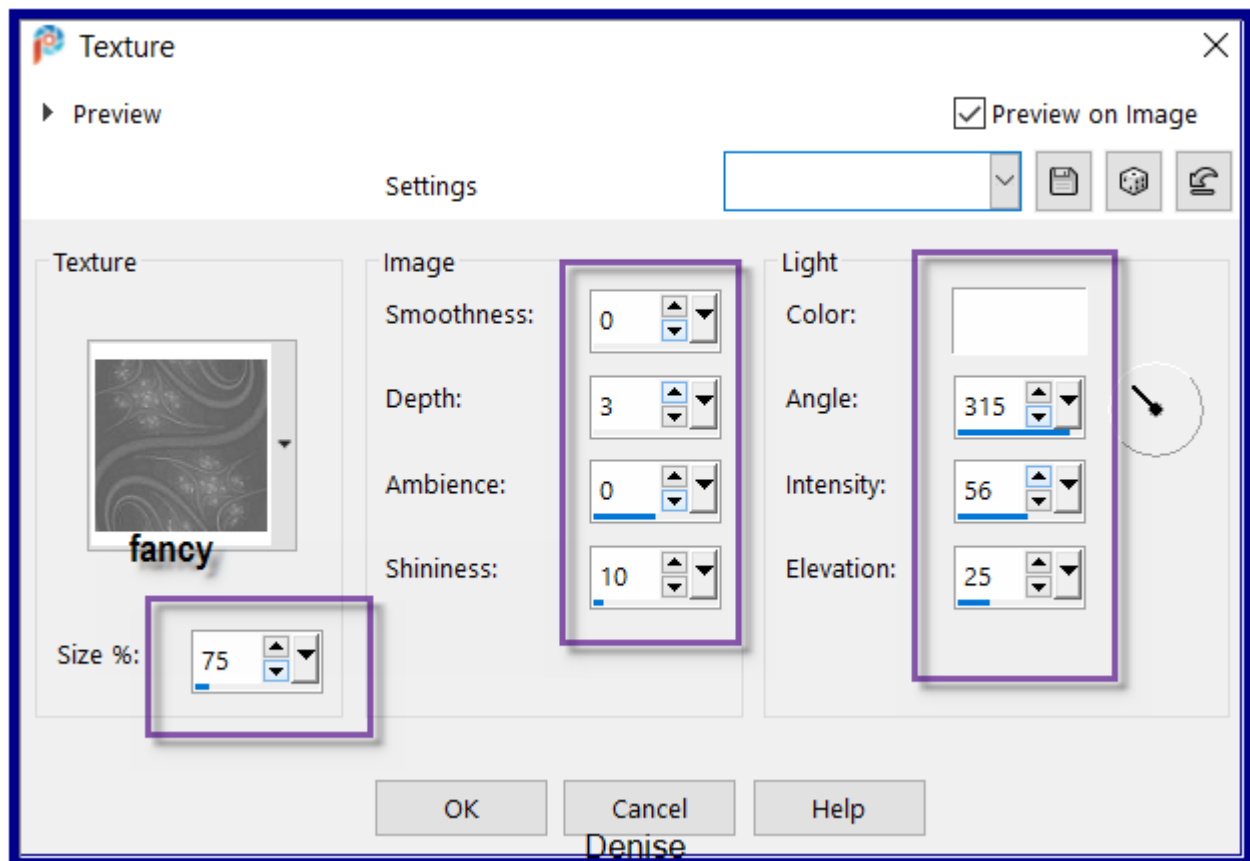 Texture
Preview
Preview on Image
Settings
Texture
fancy
Size %: 75
Image
Smoothness: 0
Depth: 3
Ambience: 0
Shininess: 10
Light
Color:
Angle: 315
Intensity: 56
Elevation: 25
OK Cancel Help
Denise